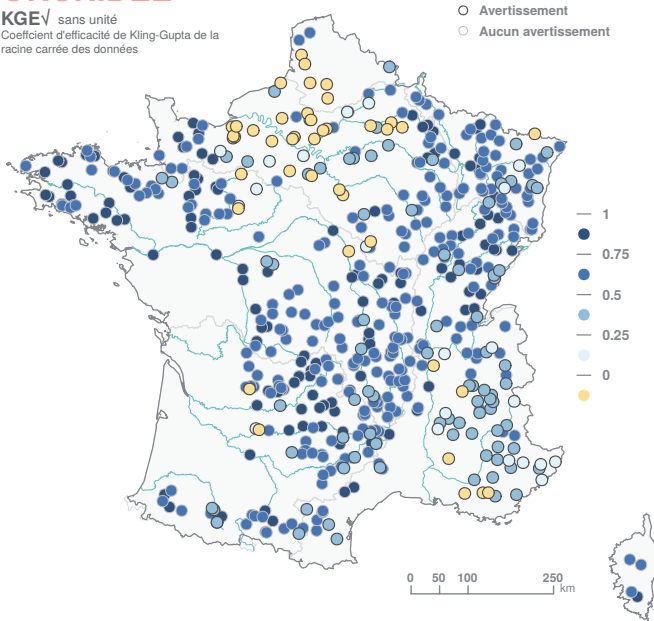 KGE√ sans unité
Coeffcient d'efficacité de Kling-Gupta de la
racine carrée des données
Avertissement
Aucun avertissement
1
0.75
0.5
0.25
0
0 50 100 250
km